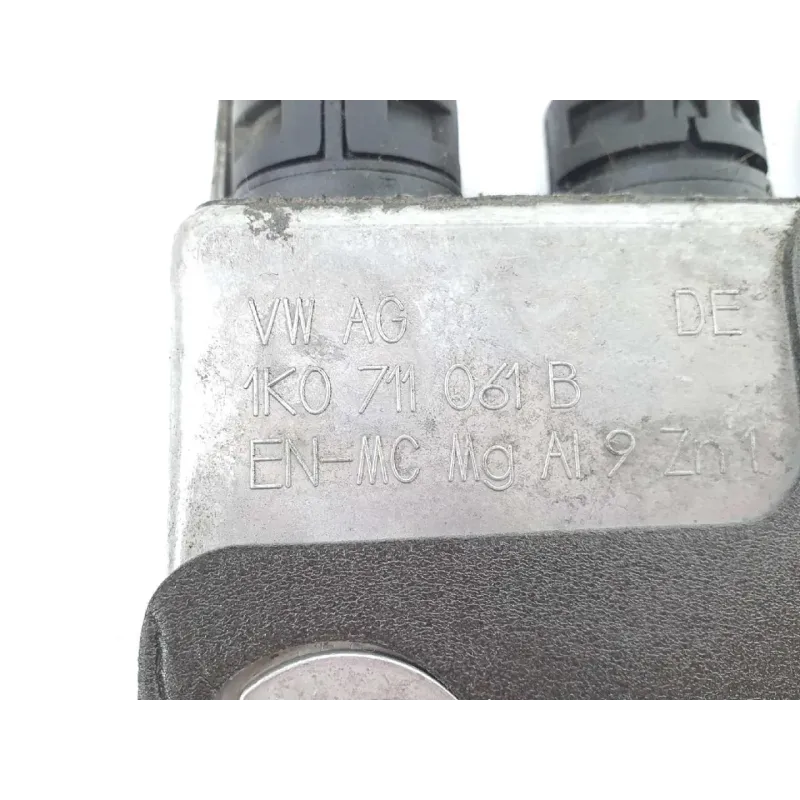 VW AG DE
1K0 711 061 B
EN-MC Mg Al 9 Zn 1